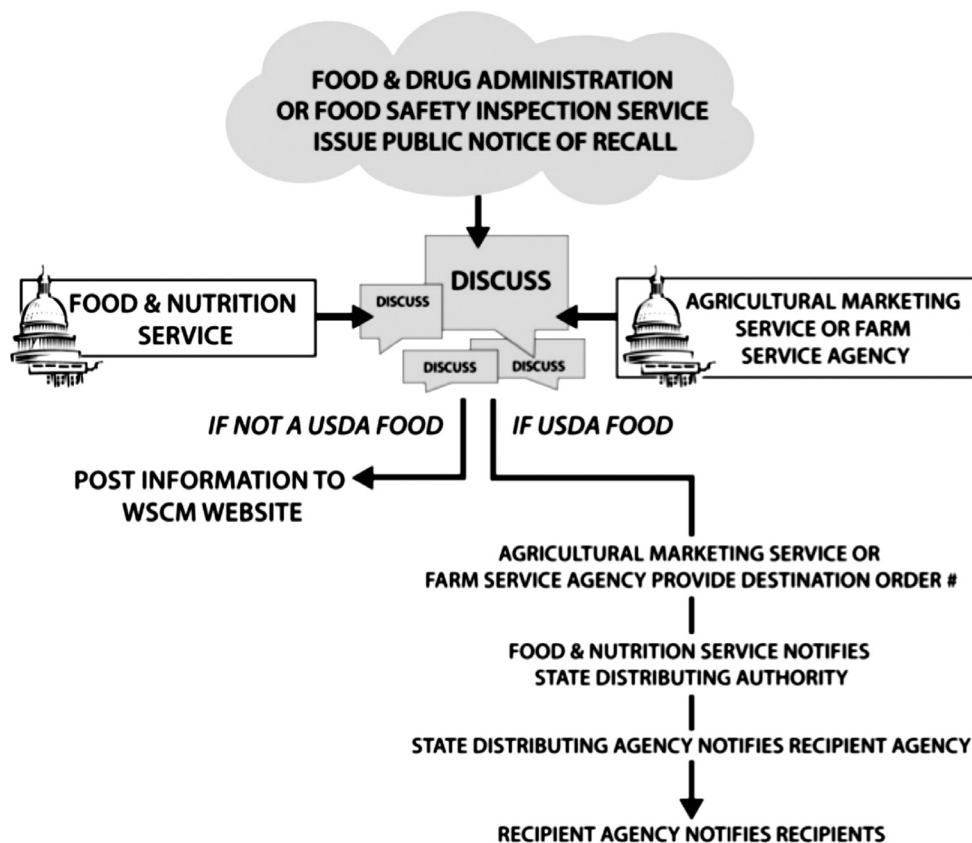 FOOD & DRUG ADMINISTRATION
OR FOOD SAFETY INSPECTION SERVICE
ISSUE PUBLIC NOTICE OF RECALL
DISCUSS
DISCUSS
FOOD & NUTRITION
SERVICE
AGRICULTURAL MARKETING
SERVICE OR FARM
SERVICE AGENCY
DISCUSS
DISCUSS
IF NOT A USDA FOOD
IF USDA FOOD
POST INFORMATION TO
WSCM WEBSITE
AGRICULTURAL MARKETING SERVICE OR
FARM SERVICE AGENCY PROVIDE DESTINATION ORDER #
FOOD & NUTRITION SERVICE NOTIFIES
STATE DISTRIBUTING AUTHORITY
STATE DISTRIBUTING AGENCY NOTIFIES RECIPIENT AGENCY
RECIPIENT AGENCY NOTIFIES RECIPIENTS